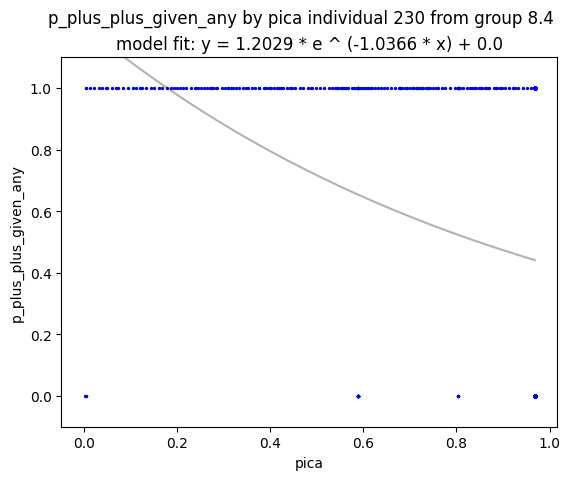 p_plus_plus_given_any by pica individual 230 from group 8.4
model fit: y = 1.2029 * e ^ (-1.0366 * x) + 0.0
1.0
0.8
0.6
0.4
0.2
0.0
p_plus_plus_given_any
0.0 0.2 0.4 0.6 0.8 1.0
pica